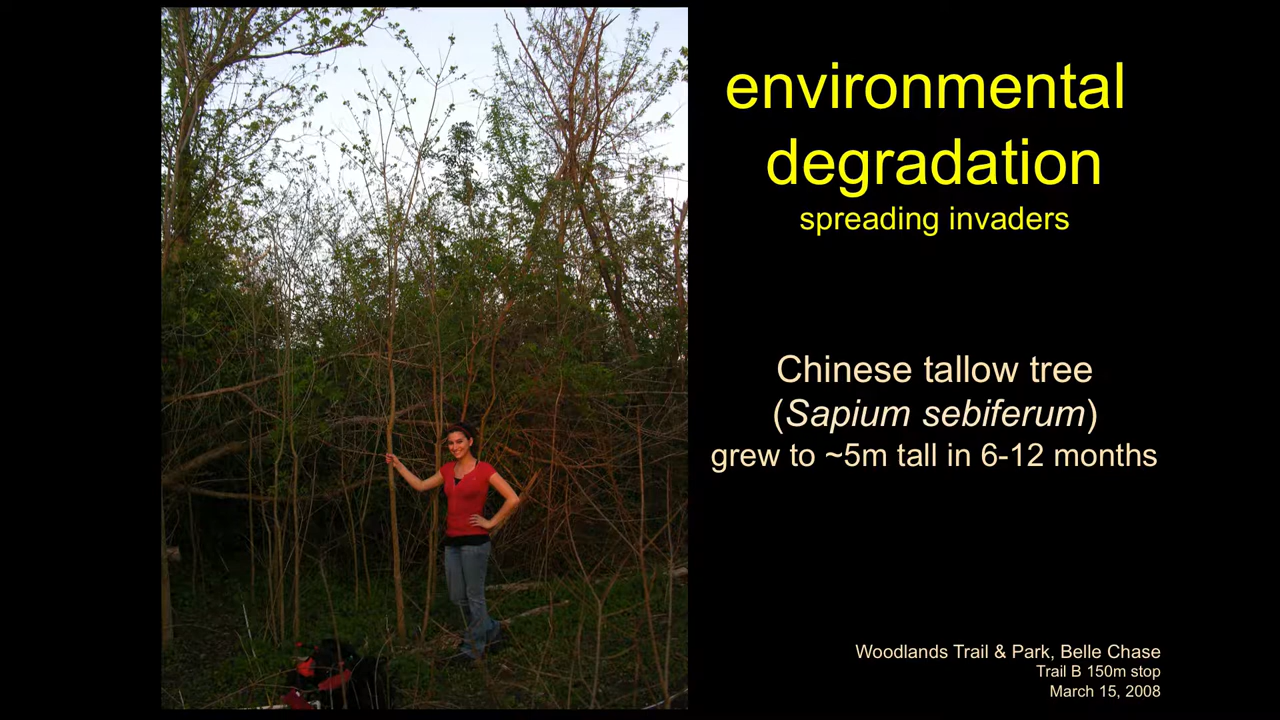 environmental
degradation
spreading invaders
Chinese tallow tree
(Sapium sebiferum)
grew to ~5m tall in 6-12 months
Woodlands Trail & Park, Belle Chase
Trail B 150m stop
March 15, 2008